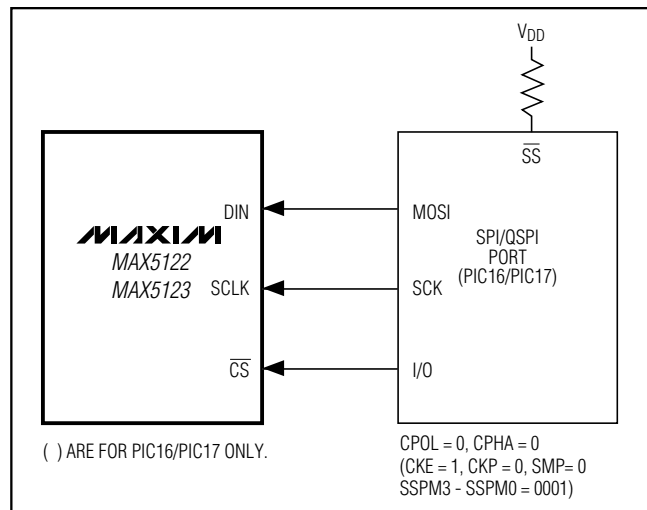 VDD
SS
DIN
MOSI
MAXIM
MAX5122
MAX5123
SCLK
SPI/QSPI
PORT
(PIC16/PIC17)
SCK
CS
I/O
( ) ARE FOR PIC16/PIC17 ONLY.
CPOL = 0, CPHA = 0
(CKE = 1, CKP = 0, SMP= 0
SSPM3 - SSPM0 = 0001)